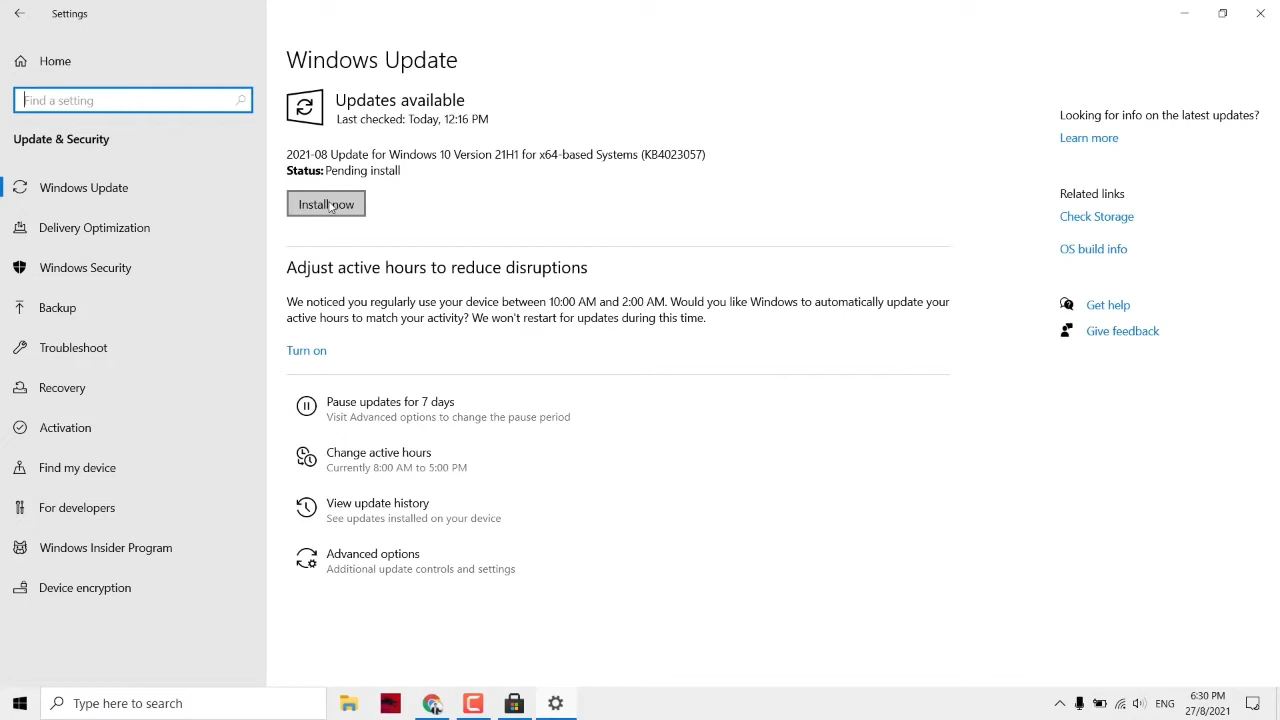 Settings
Home
Find a setting
Update & Security
Windows Update
Delivery Optimization
Windows Security
Backup
Troubleshoot
Recovery
Activation
Find my device
For developers
Windows Insider Program
Device encryption
Windows Update
Updates available
Last checked: Today, 12:16 PM
2021-08 Update for Windows 10 Version 21H1 for x64-based Systems (KB4023057)
Status: Pending install
Install now
Adjust active hours to reduce disruptions
We noticed you regularly use your device between 10:00 AM and 2:00 AM. Would you like Windows to automatically update your
active hours to match your activity? We won't restart for updates during this time.
Turn on
Pause updates for 7 days
Visit Advanced options to change the pause period
Change active hours
Currently 8:00 AM to 5:00 PM
View update history
See updates installed on your device
Advanced options
Additional update controls and settings
Looking for info on the latest updates?
Learn more
Related links
Check Storage
OS build info
Get help
Give feedback
Type here to search
ENG
6:30 PM
27/8/2021